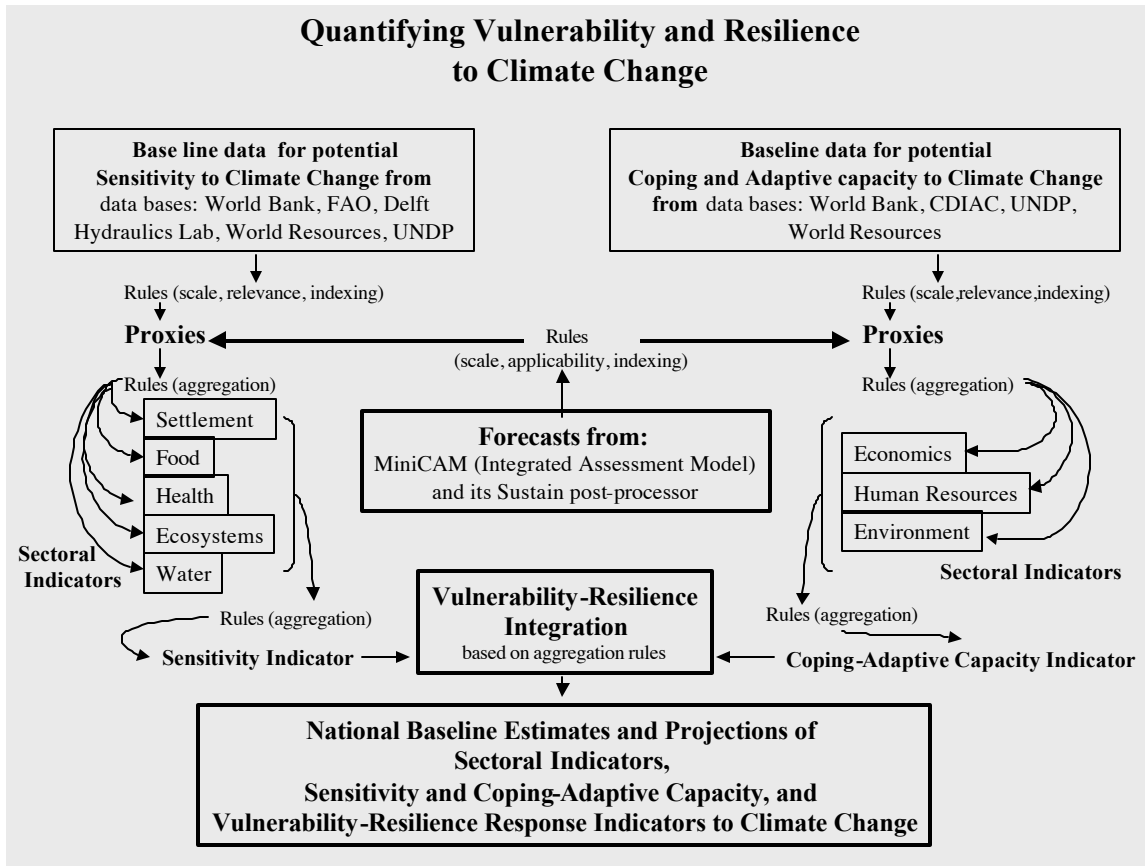 Quantifying Vulnerability and Resilience
to Climate Change
Base line data for potential
Sensitivity to Climate Change from
data bases: World Bank, FAO, Delft
Hydraulics Lab, World Resources, UNDP
Baseline data for potential
Coping and Adaptive capacity to Climate Change
from data bases: World Bank, CDIAC, UNDP,
World Resources
Rules (scale, relevance, indexing)
Rules (scale,relevance,indexing)
Proxies
Rules
(scale, applicability, indexing)
Proxies
Rules (aggregation)
Rules (aggregation)
Settlement
Food
Health
Ecosystems
Water
Sectoral
Indicators
Forecasts from:
MiniCAM (Integrated Assessment Model)
and its Sustain post-processor
Economics
Human Resources
Environment
Sectoral Indicators
Rules (aggregation)
Sensitivity Indicator
Vulnerability-Resilience
Integration
based on aggregation rules
Rules (aggregation)
Coping-Adaptive Capacity Indicator
National Baseline Estimates and Projections of
Sectoral Indicators,
Sensitivity and Coping-Adaptive Capacity, and
Vulnerability-Resilience Response Indicators to Climate Change